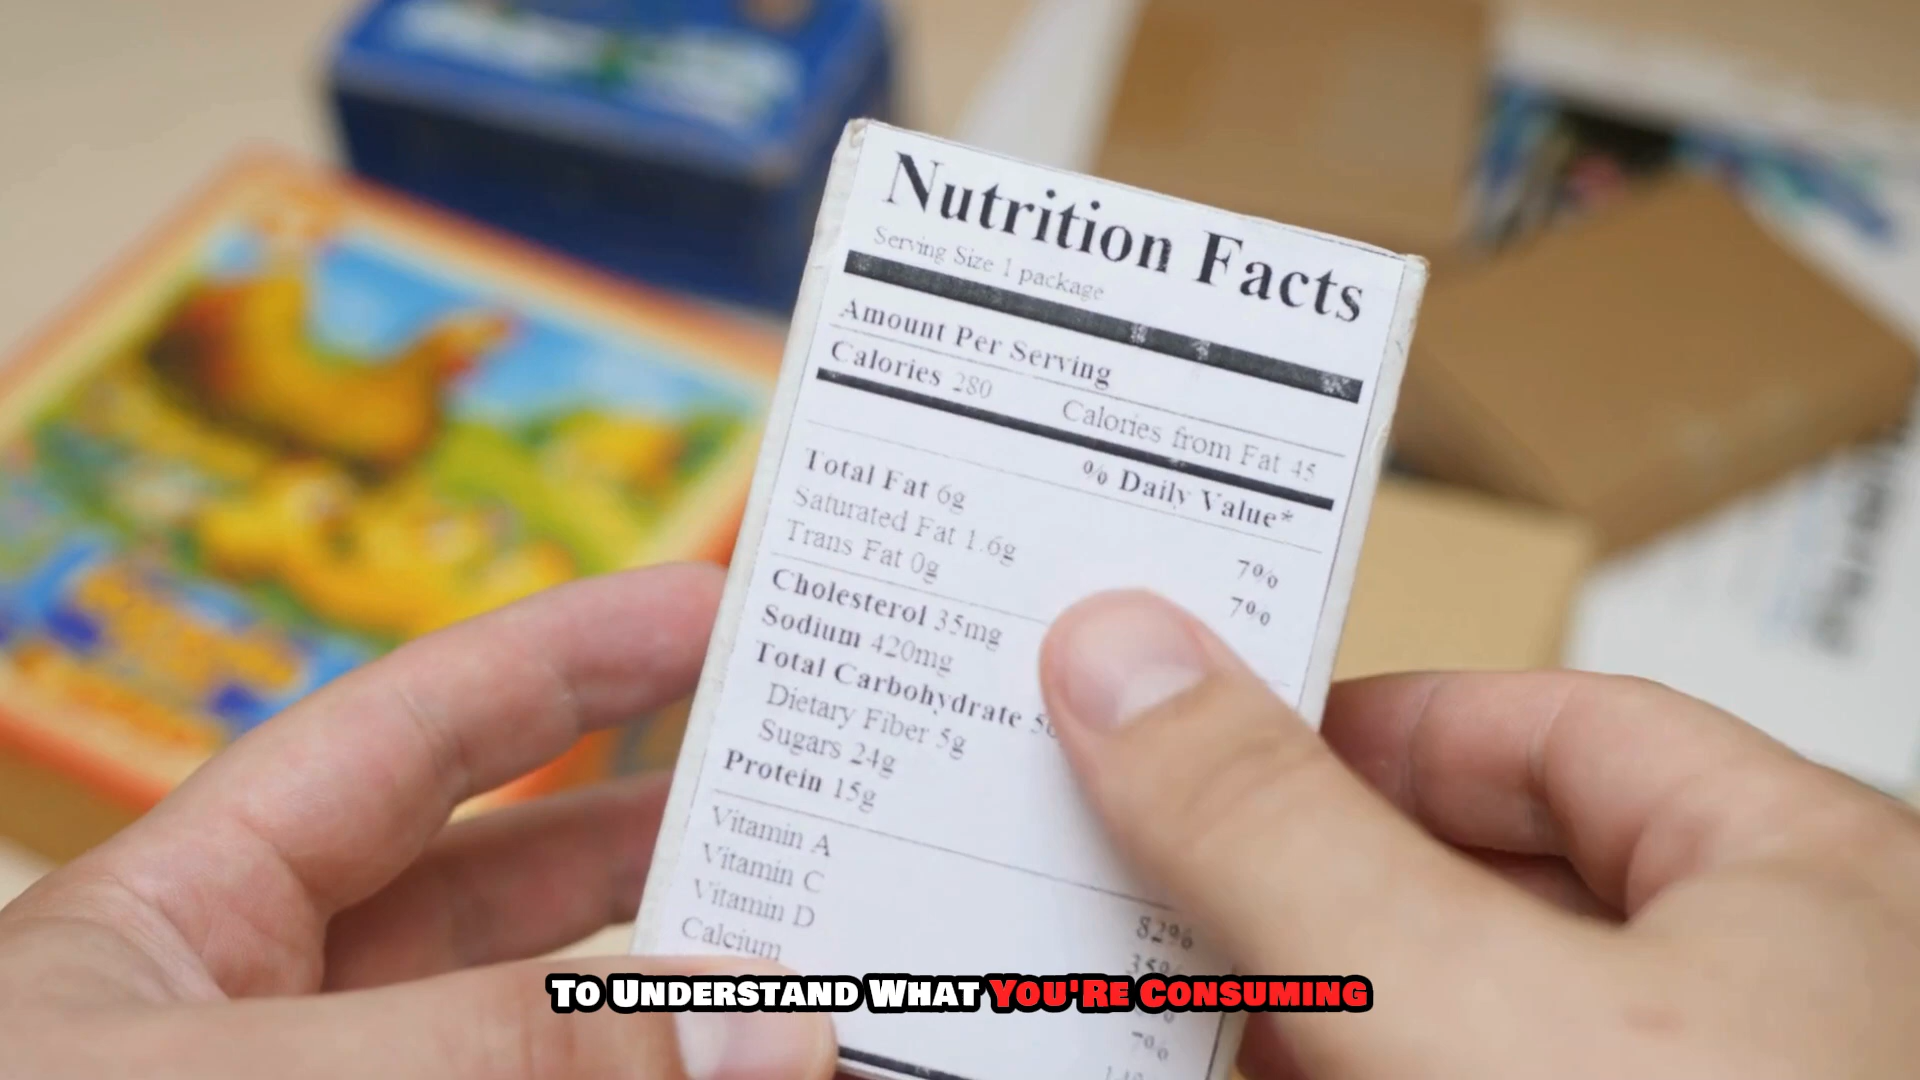 Nutrition Facts
Serving Size 1 package
Amount Per Serving
Calories 280 Calories from Fat 45
% Daily Value*
Total Fat 6g 7%
Saturated Fat 1.6g 7%
Trans Fat 0g
Cholesterol 35mg
Sodium 420mg
Total Carbohydrate
Dietary Fiber 5g
Sugars 24g
Protein 15g
Vitamin A 82%
Vitamin C 35%
Vitamin D
Calcium 7%
To Understand What You'Re Consuming